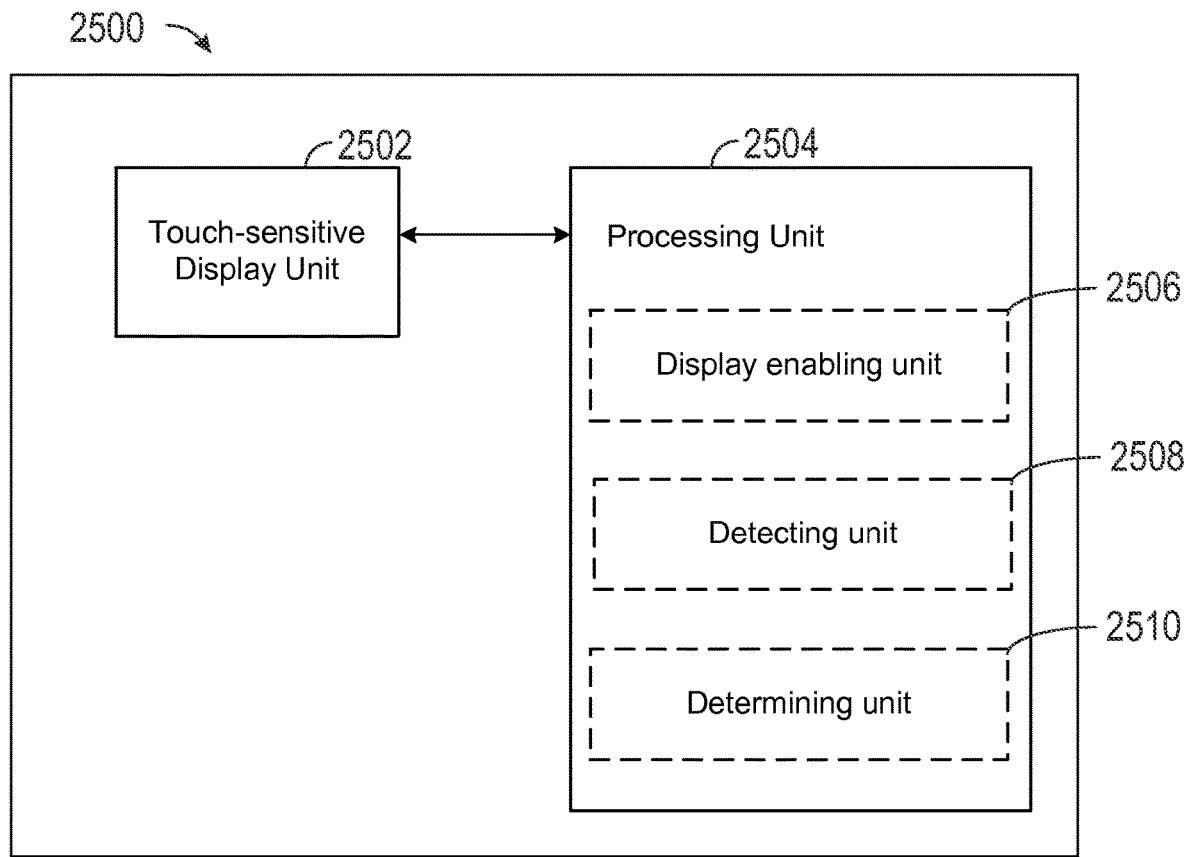 2500
2502
2504
Touch-sensitive
Display Unit
Processing Unit
2506
Display enabling unit
2508
Detecting unit
2510
Determining unit